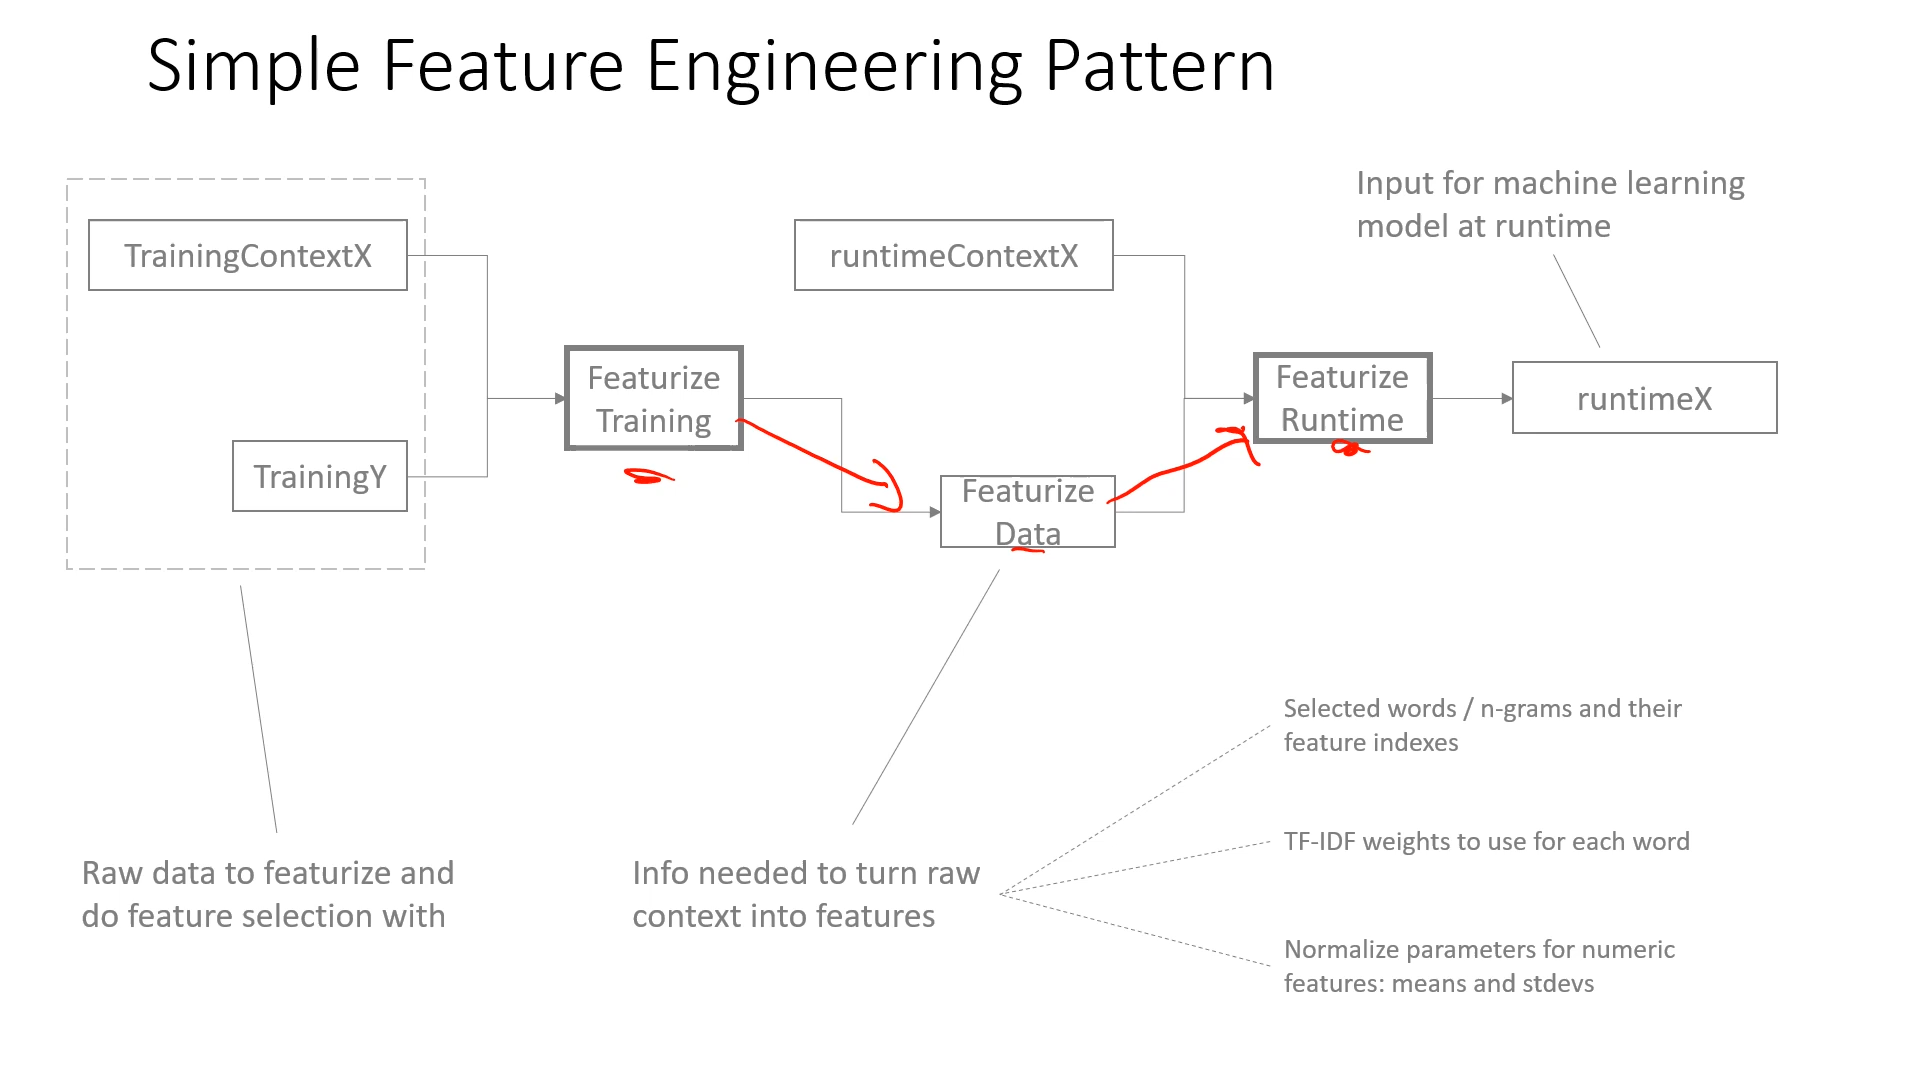 Simple Feature Engineering Pattern
Input for machine learning
model at runtime
TrainingContextX
runtimeContextX
Featurize
Training
Featurize
Runtime
runtimeX
TrainingY
Featurize
Data
Selected words / n-grams and their
feature indexes
TF-IDF weights to use for each word
Raw data to featurize and
do feature selection with
Info needed to turn raw
context into features
Normalize parameters for numeric
features: means and stdevs